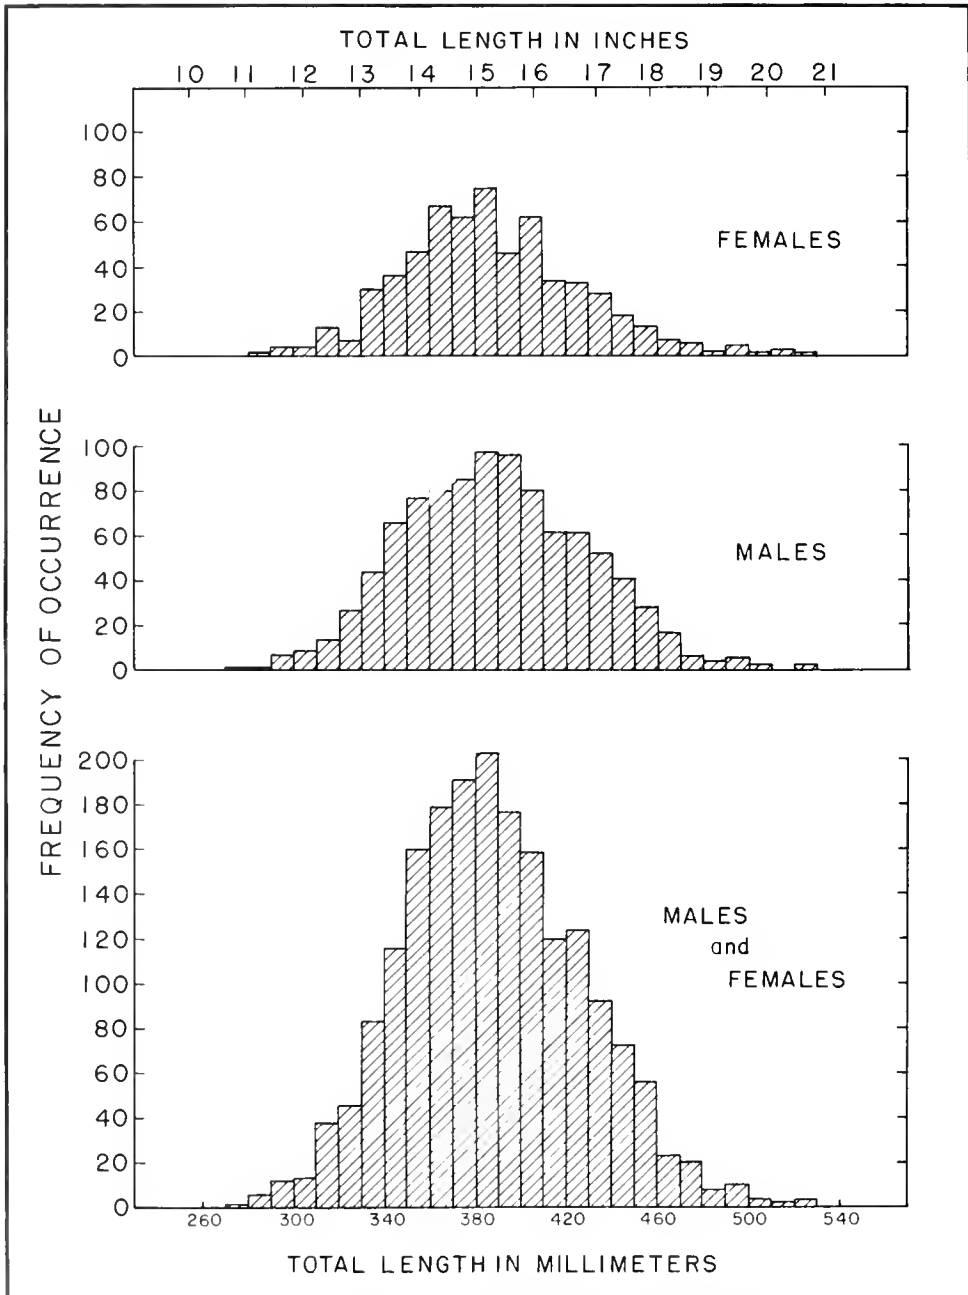 TOTAL LENGTH IN INCHES
10 11 12 13 14 15 16 17 18 19 20 21
100
80
60
40
20
0
FEMALES
FREQUENCY OF OCCURRENCE
100
80
60
40
20
0
MALES
200
180
160
140
120
100
80
60
40
20
0
MALES
and
FEMALES
260 300 340 380 420 460 500 540
TOTAL LENGTH IN MILLIMETERS